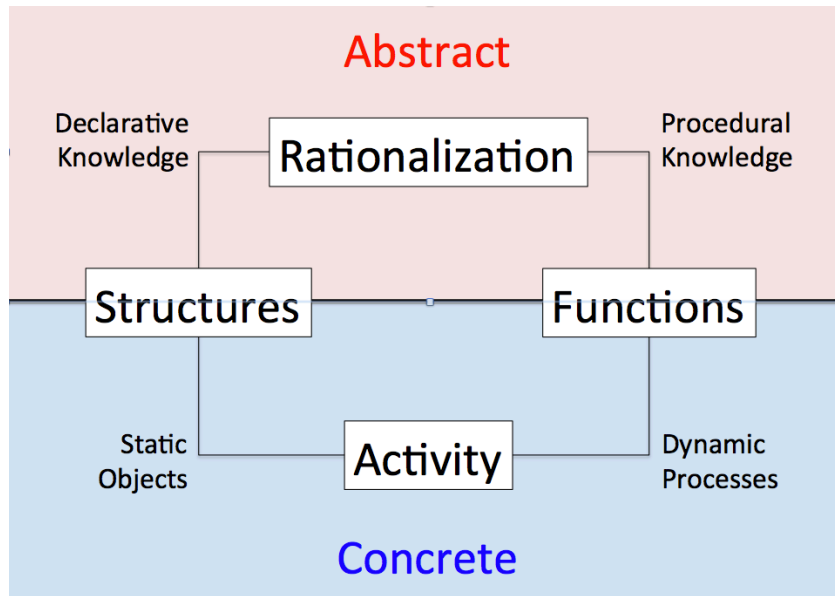 Abstract
Declarative
Knowledge
Rationalization
Procedural
Knowledge
Structures
Functions
Static
Objects
Activity
Dynamic
Processes
Concrete